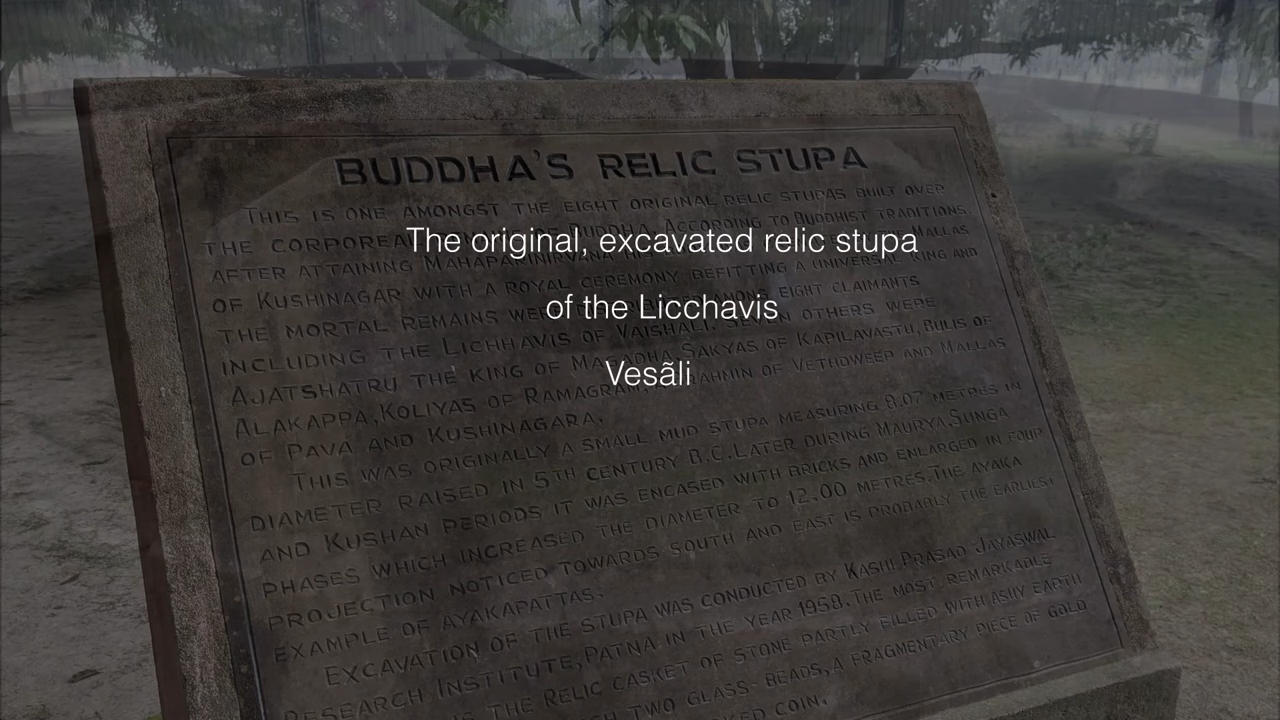 BUDDHA'S RELIC STUPA
THIS IS ONE AMONGST THE EIGHT ORIGINAL RELIC STUPAS BUILT OVER
THE CORPOREAL OF BUDDHA. ACCORDING TO BUDDHIST TRADITIONS.
AFTER ATTAINING MAHAPARINIRVANA HIS MALLAS
OF KUSHINAGAR WITH A ROYAL CEREMONY BEFITTING A UNIVERSAL KING AND
THE MORTAL REMAINS WERE EIGHT CLAIMANTS
INCLUDING THE LICHHAVIS OF VAISHALI. SEVEN OTHERS WERE
AJATSHATRU THE KING OF MAGADHA, SAKYAS OF KAPILAVASTU, BULIS OF
ALAKAPPA, KOLIYAS OF RAMAGRAM, BRAHMIN OF VETHDWEEP AND MALLAS
OF PAVA AND KUSHINAGARA.
THIS WAS ORIGINALLY A SMALL MUD STUPA MEASURING 8.07 METRES IN
DIAMETER RAISED IN 5TH CENTURY B.C. LATER DURING MAURYA, SUNGA
AND KUSHAN PERIODS IT WAS ENCASED WITH BRICKS AND ENLARGED IN FOUR
PHASES WHICH INCREASED THE DIAMETER TO 12.00 METRES. THE AYAKA
PROJECTION NOTICED TOWARDS SOUTH AND EAST IS PROBABLY THE EARLIEST
EXAMPLE OF AYAKAPATTAS.
EXCAVATION OF THE STUPA WAS CONDUCTED BY KASHI PRASAD JAYASWAL
RESEARCH INSTITUTE, PATNA IN THE YEAR 1958. THE MOST REMARKABLE
IS THE RELIC CASKET OF STONE PARTLY FILLED WITH ASHY EARTH
TWO GLASS-BEADS, A FRAGMENTARY PIECE OF GOLD
COIN.
The original, excavated relic stupa
of the Licchavis
Vesãli